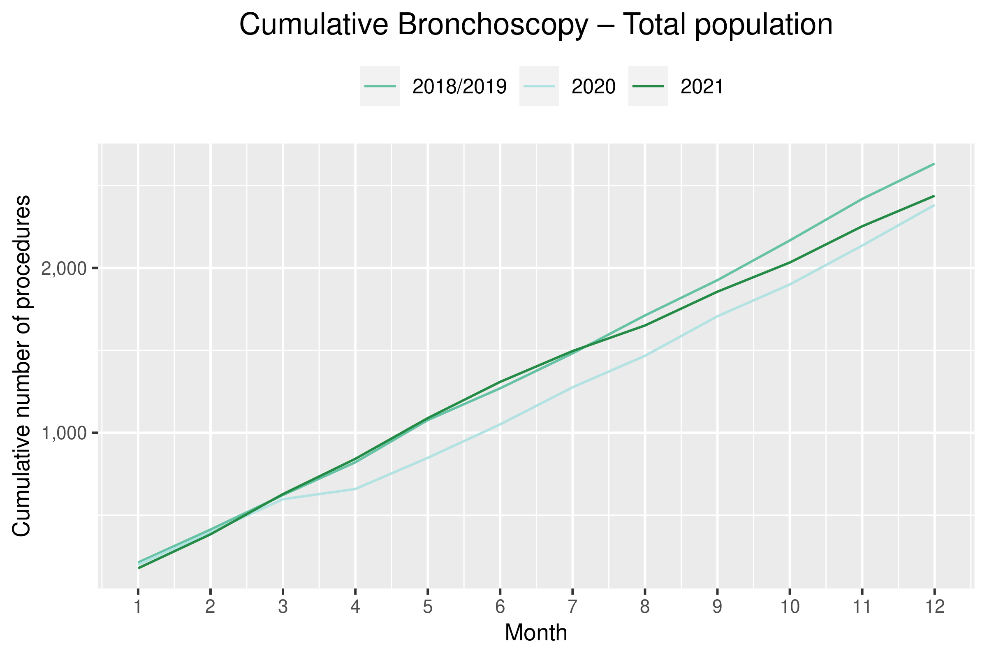 Cumulative Bronchoscopy – Total population
2018/2019 2020 2021
Cumulative number of procedures
2,000
1,000
1 2 3 4 5 6 7 8 9 10 11 12
Month